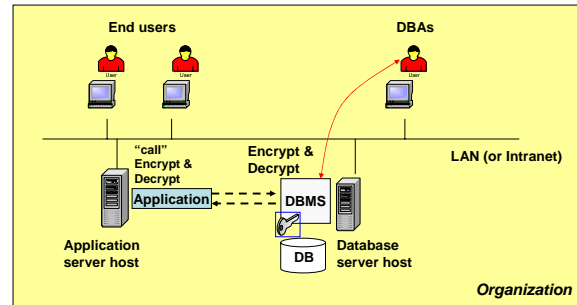 End users
DBAs
User
User
User
"call"
Encrypt &
Decrypt
Encrypt &
Decrypt
LAN (or Intranet)
Application
DBMS
Application
server host
DB
Database
server host
Organization